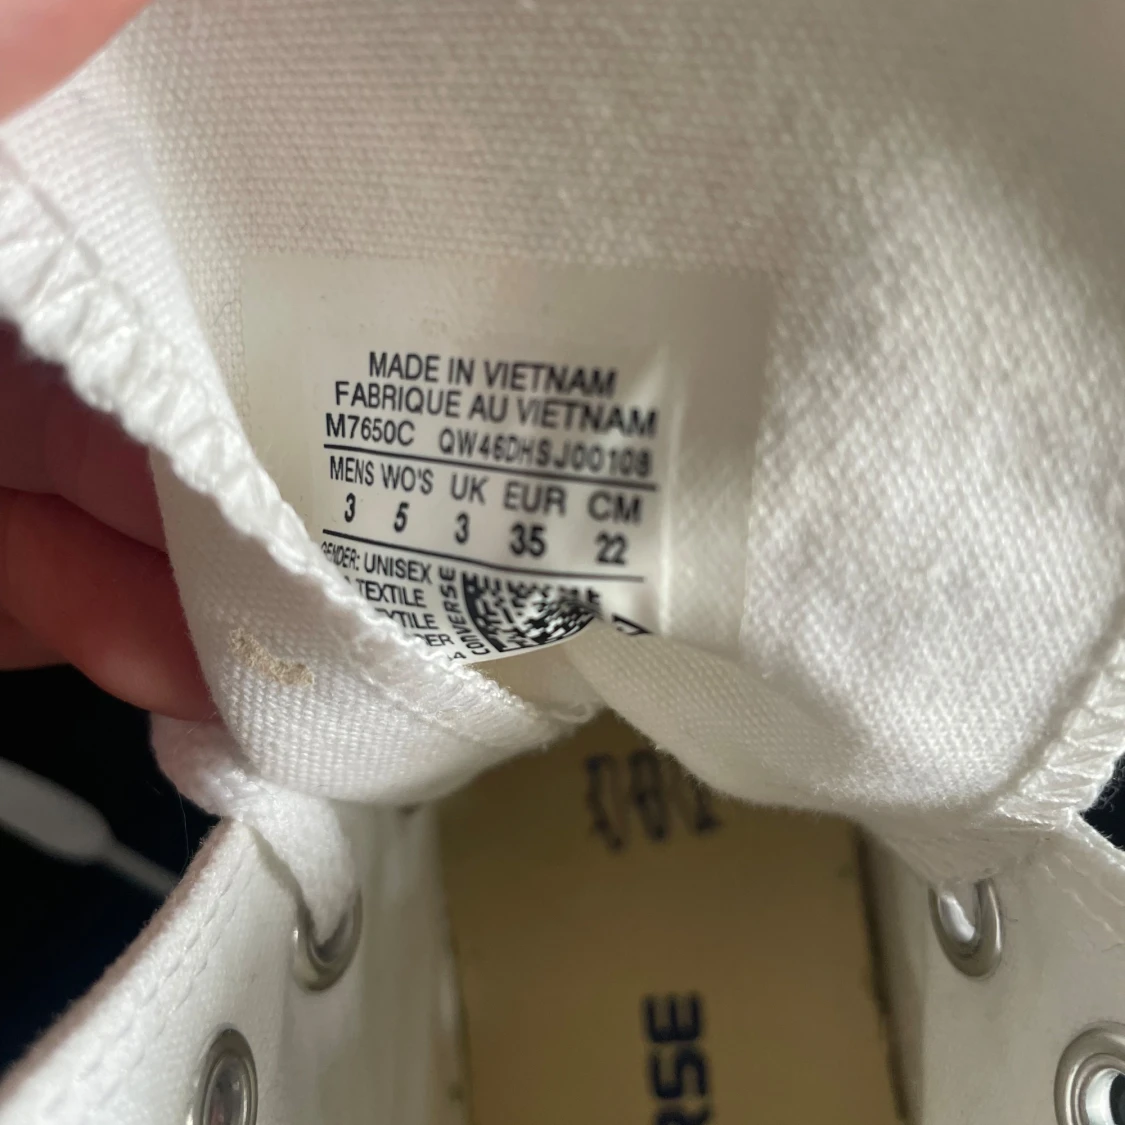 MADE IN VIETNAM
FABRIQUE AU VIETNAM
M7650C QW46DHSJ00108
MENS WO'S UK EUR CM
3 5 3 35 22
GENDER: UNISEX
TEXTILE
CONVERSE